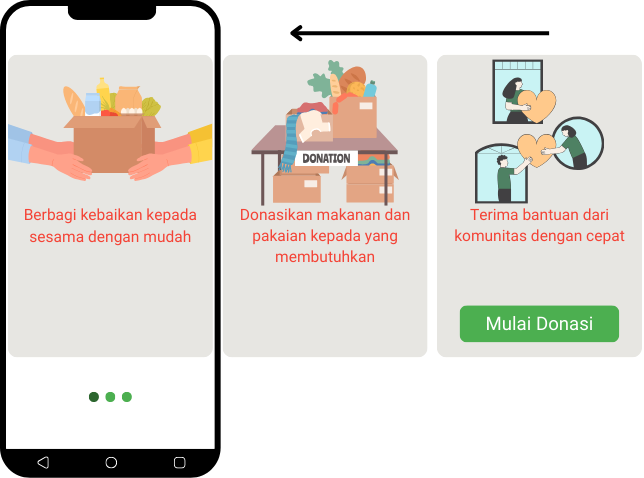 Berbagi kebaikan kepada
sesama dengan mudah
DONATION
Donasikan makanan dan
pakaian kepada yang
membutuhkan
Terima bantuan dari
komunitas dengan cepat
Mulai Donasi